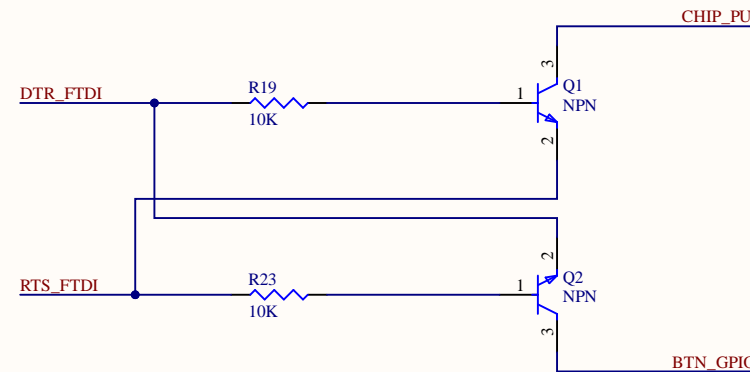 CHIP_PU
3
R19
Q1
DTR_FTDI
1
NPN
10K
2
2
R23
Q2
RTS_FTDI
1
NPN
10K
3
BTN_GPIO